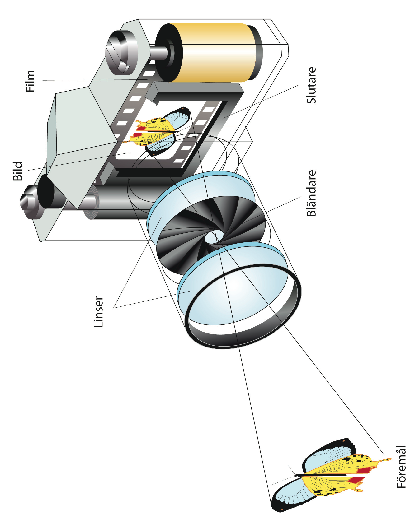 Film
Bild
Slutare
Bländare
Linser
Föremål